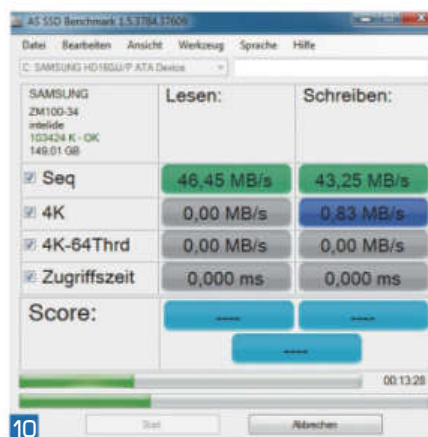 AS SSD Benchmark 1.5.3784.37609
Datei Bearbeiten Ansicht Werkzeug Sprache Hilfe
C: SAMSUNG HD160JJ/P ATA Device
SAMSUNG
ZM100-34
intelide
103424 K - OK
149.01 GB
Lesen: Schreiben:
Seq 46,45 MB/s 43,25 MB/s
4K 0,00 MB/s 0,83 MB/s
4K-64Thrd 0,00 MB/s 0,00 MB/s
Zugriffszeit 0,000 ms 0,000 ms
Score: ---- ----
----
00:13:28
Start Abbrechen
10